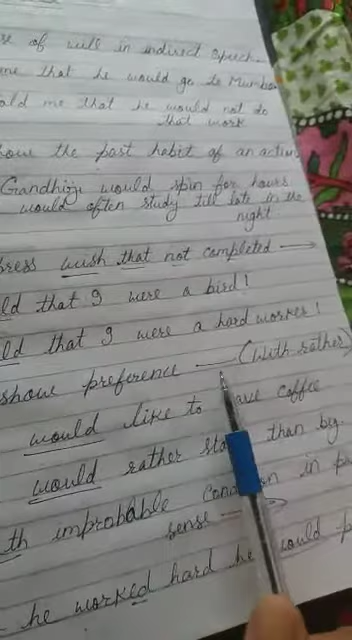 se of will in indirect speech
me that he would go to Mumbai
old me that he would not do
that work
how the past habit of an action
Gandhiji would spin for hours
would often study till late in the
night
press wish that not completed →
ld that I were a bird!
ld that I were a hard worker!
show preference — (With rather)
would like to have coffee
would rather than beg
th improbable in
sense
he worked hard he would